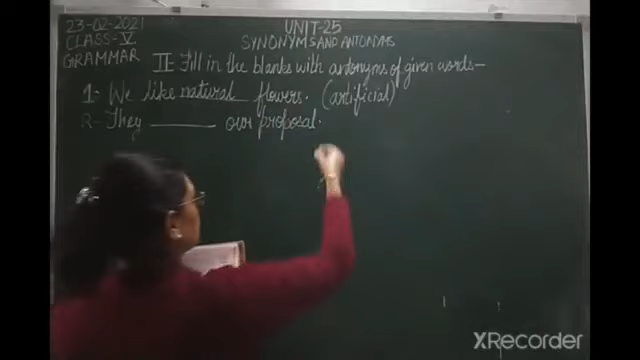 23-02-2021
CLASS-V
GRAMMAR
UNIT-25
SYNONYMS AND ANTONYMS
II- Fill in the blanks with antonyms of given words-
1:- We like natural flowers. (artificial)
2- They ______ our proposal.
XRecorder